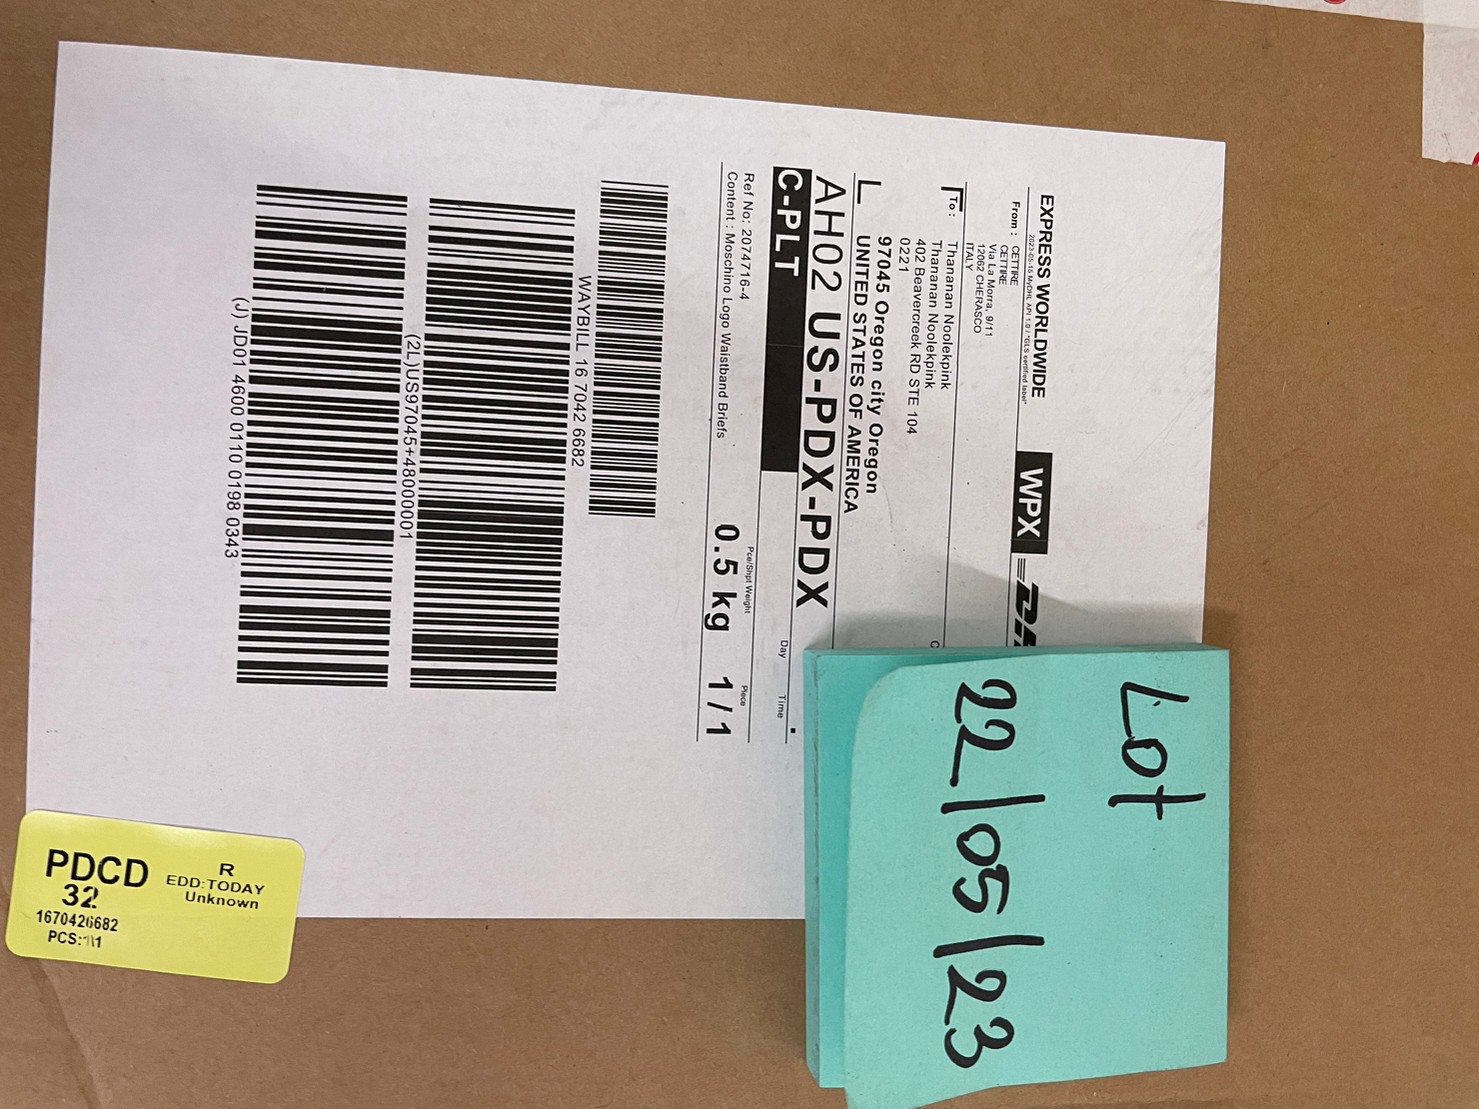 EXPRESS WORLDWIDE
2023-05-15 MyDHL API 1.0 / *GLS certified label*
WPX
From : CETTIRE
CETTIRE
Via La Morra, 9/11
12062 CHERASCO
ITALY
To : Thananan Noolekpink
Thananan Noolekpink
402 Beavercreek RD STE 104
0221
97045 Oregon city Oregon
UNITED STATES OF AMERICA
AH02 US-PDX-PDX
C-PLT
Day Time
Ref No: 2074716-4
Content : Moschino Logo Waistband Briefs
Pce/Shpt Weight Piece
0.5 kg 1/1
WAYBILL 16 7042 6682
(2L)US97045+48000001
(J) JD01 4600 0110 0198 0343
Lot
22/05/23
PDCD
32
1670426682
PCS:1\1
R
EDD:TODAY
Unknown